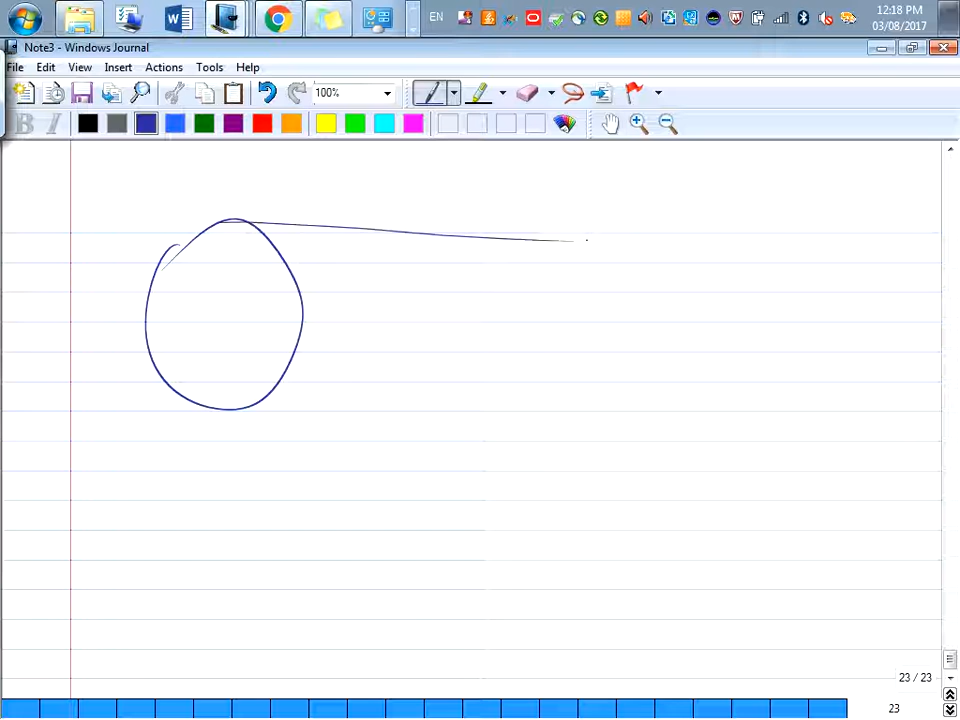 EN
12:18 PM
03/08/2017
Note3 - Windows Journal
File Edit View Insert Actions Tools Help
100%
B I
23 / 23
23